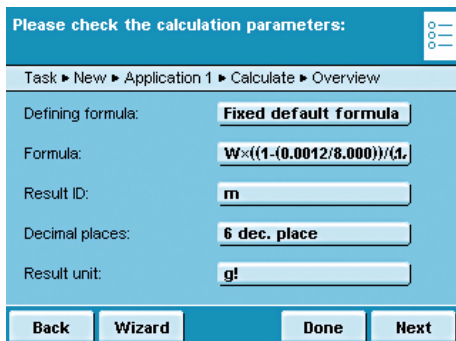 Please check the calculation parameters:
Task ▸ New ▸ Application 1 ▸ Calculate ▸ Overview
Defining formula: Fixed default formula
Formula: W×((1-(0.0012/8.000))/(1.
Result ID: m
Decimal places: 6 dec. place
Result unit: g!
Back Wizard Done Next